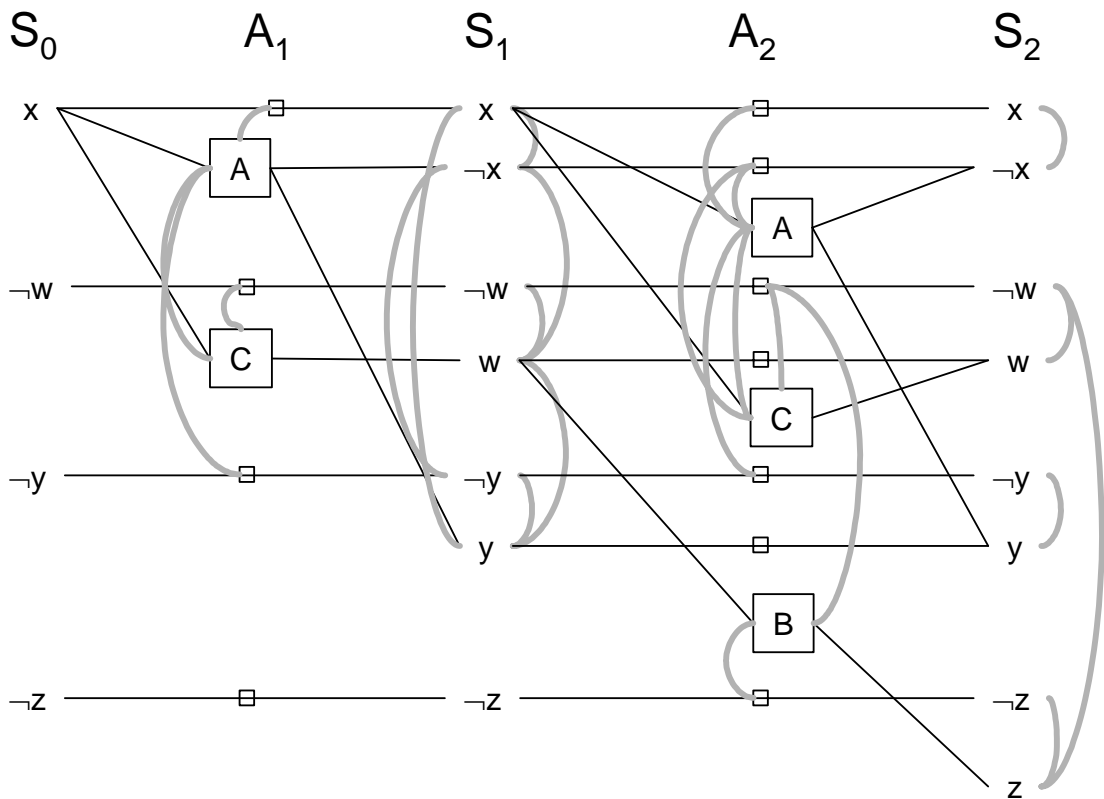 S₀ A₁ S₁ A₂ S₂
x x x
A ¬x ¬x
A
¬w ¬w ¬w
C w w
C
¬y ¬y ¬y
y y
B
¬z ¬z ¬z
z